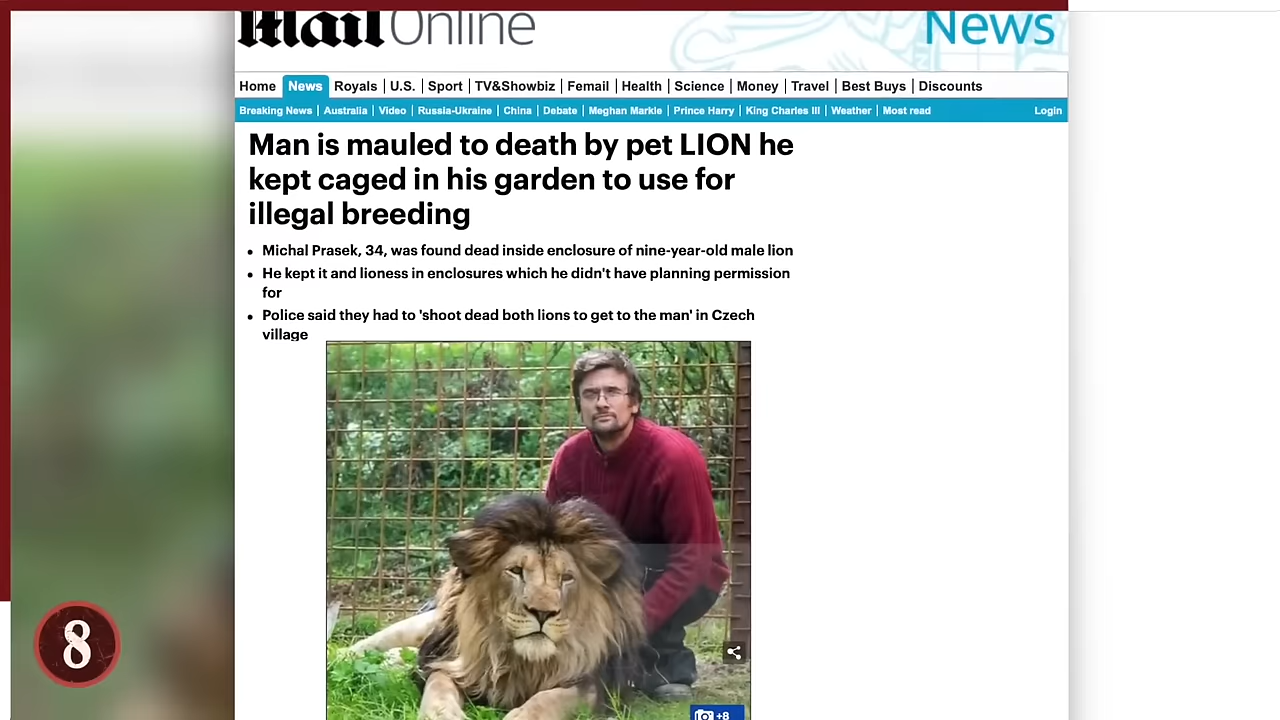 Mail Online
News
Home News Royals U.S. Sport TV&Showbiz Femail Health Science Money Travel Best Buys Discounts
Breaking News Australia Video Russia-Ukraine China Debate Meghan Markle Prince Harry King Charles III Weather Most read Login
Man is mauled to death by pet LION he
kept caged in his garden to use for
illegal breeding
• Michal Prasek, 34, was found dead inside enclosure of nine-year-old male lion
• He kept it and lioness in enclosures which he didn't have planning permission
for
• Police said they had to 'shoot dead both lions to get to the man' in Czech
village
8
+8